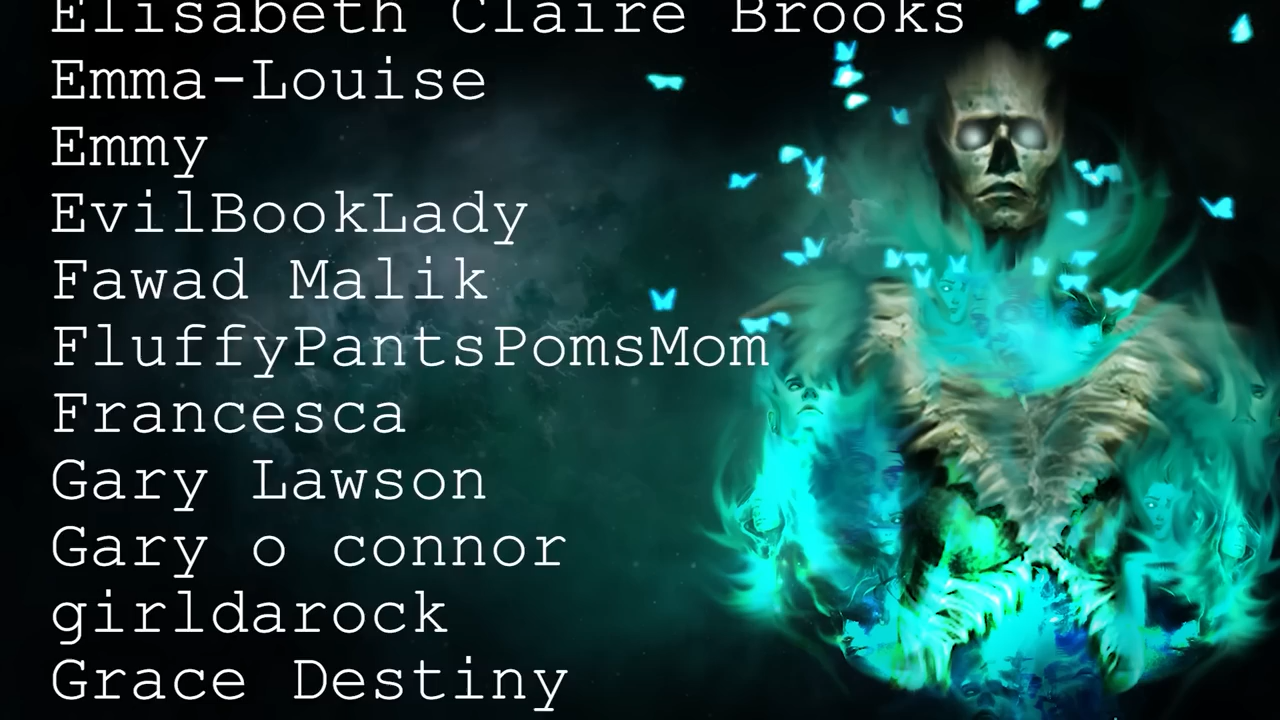 Elisabeth Claire Brooks
Emma-Louise
Emmy
EvilBookLady
Fawad Malik
FluffyPantsPomsMom
Francesca
Gary Lawson
Gary o connor
girldarock
Grace Destiny